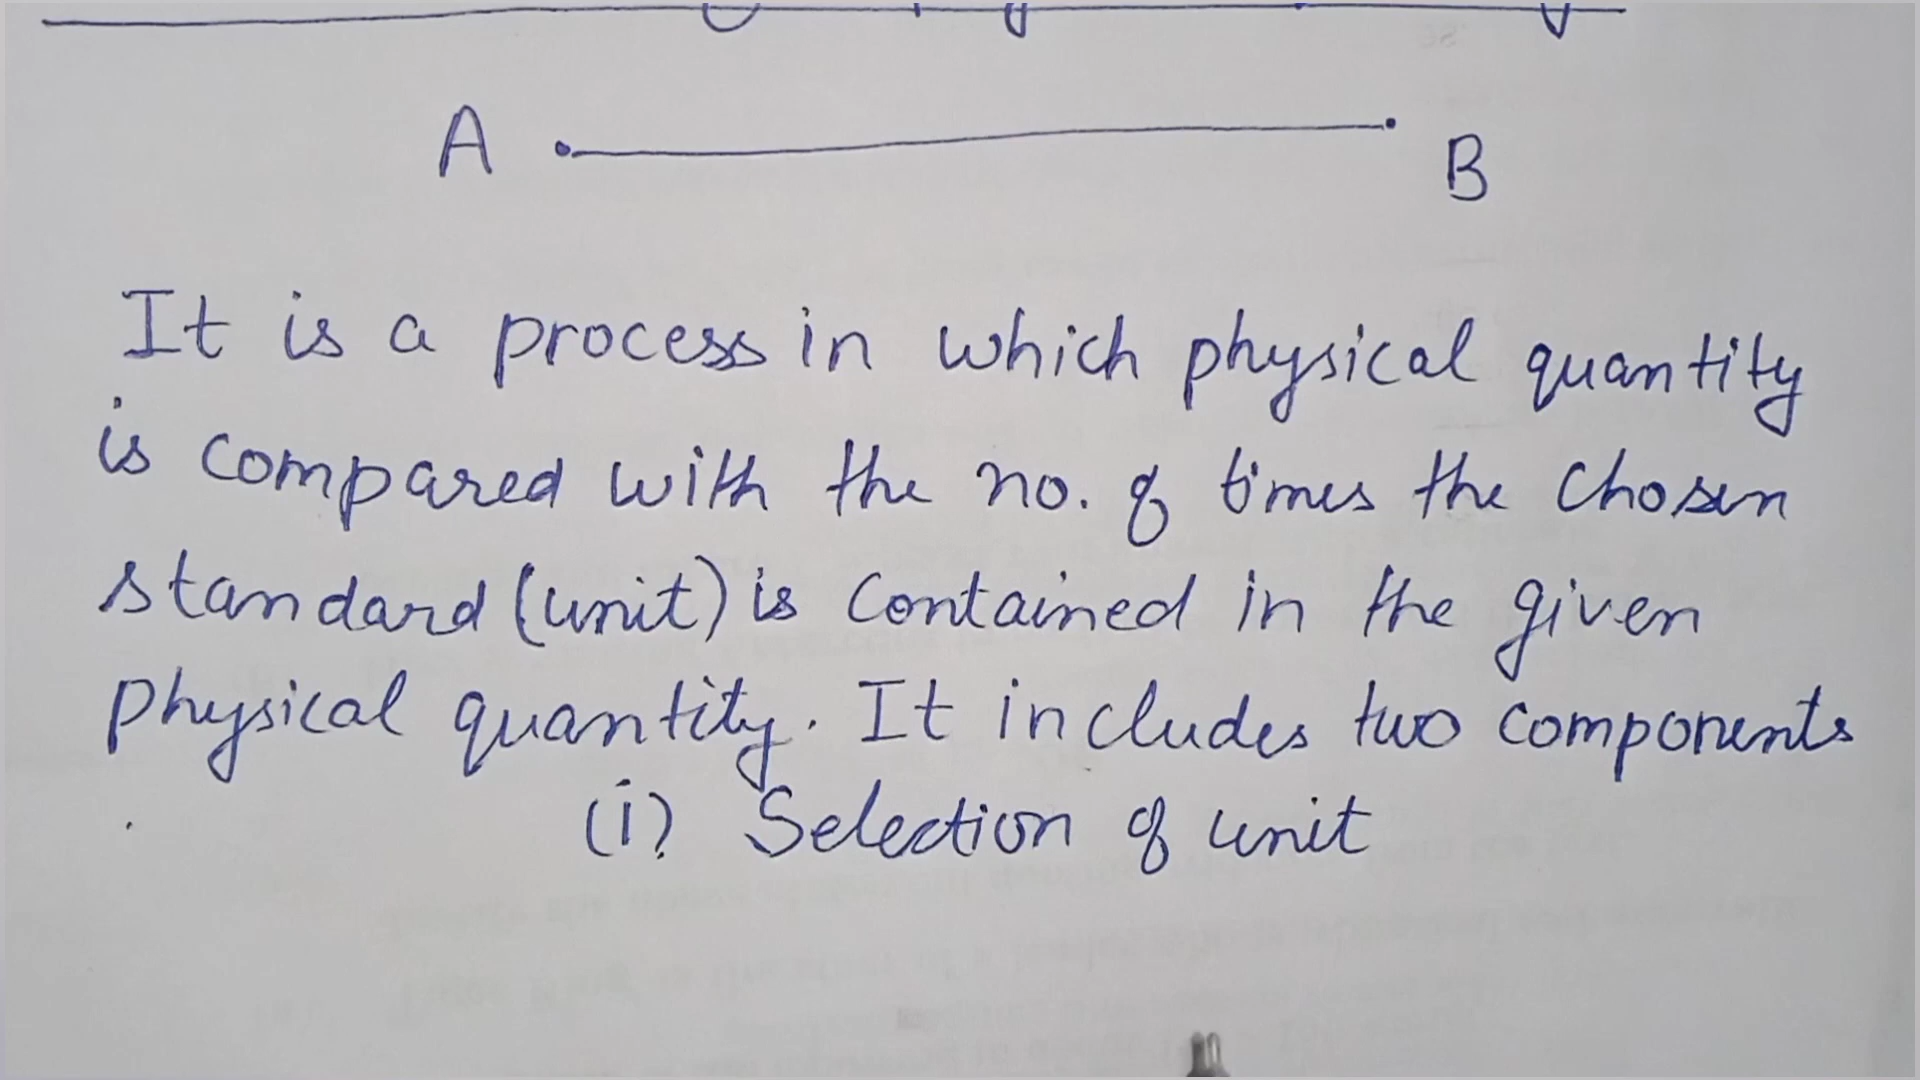 A B
It is a process in which physical quantity
is compared with the no. of times the chosen
standard (unit) is contained in the given
Physical quantity. It includes two components
(i) Selection of unit